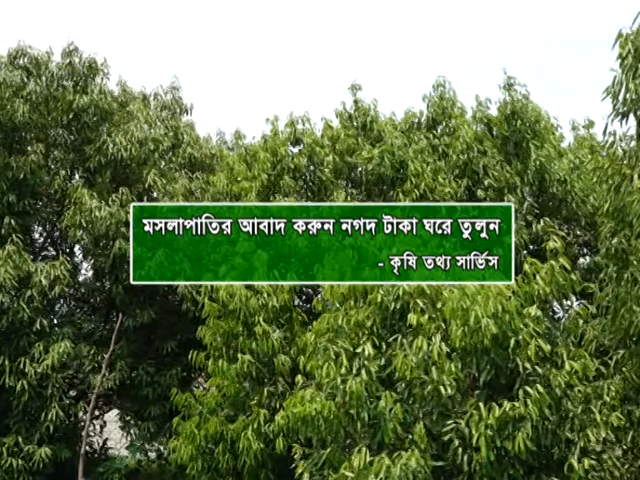 মসলাপাতির আবাদ করুন নগদ টাকা ঘরে তুলুন
- কৃষি তথ্য সার্ভিস